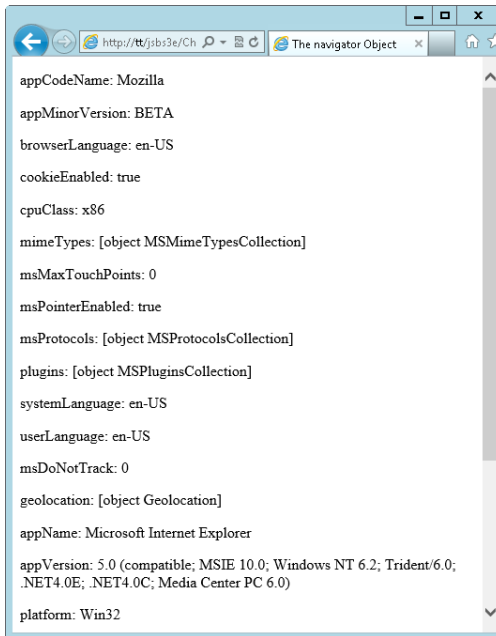 http://tt/jsbs3e/Ch
The navigator Object
appCodeName: Mozilla
appMinorVersion: BETA
browserLanguage: en-US
cookieEnabled: true
cpuClass: x86
mimeTypes: [object MSMimeTypesCollection]
msMaxTouchPoints: 0
msPointerEnabled: true
msProtocols: [object MSProtocolsCollection]
plugins: [object MSPluginsCollection]
systemLanguage: en-US
userLanguage: en-US
msDoNotTrack: 0
geolocation: [object Geolocation]
appName: Microsoft Internet Explorer
appVersion: 5.0 (compatible; MSIE 10.0; Windows NT 6.2; Trident/6.0;
.NET4.0E; .NET4.0C; Media Center PC 6.0)
platform: Win32